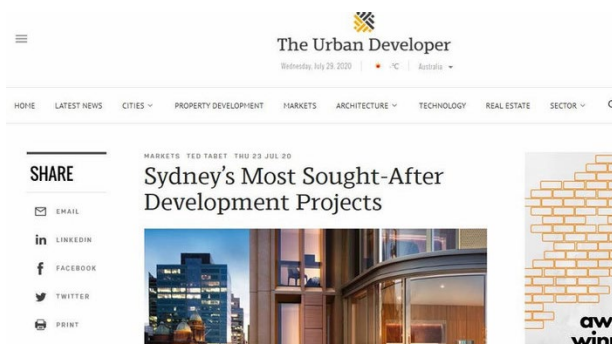 The Urban Developer
Wednesday, July 29, 2020 -°C Australia
HOME LATEST NEWS CITIES PROPERTY DEVELOPMENT MARKETS ARCHITECTURE TECHNOLOGY REAL ESTATE SECTOR
MARKETS TED TABET THU 23 JUL 20
SHARE
Sydney's Most Sought-After
Development Projects
EMAIL
LINKEDIN
FACEBOOK
TWITTER
PRINT